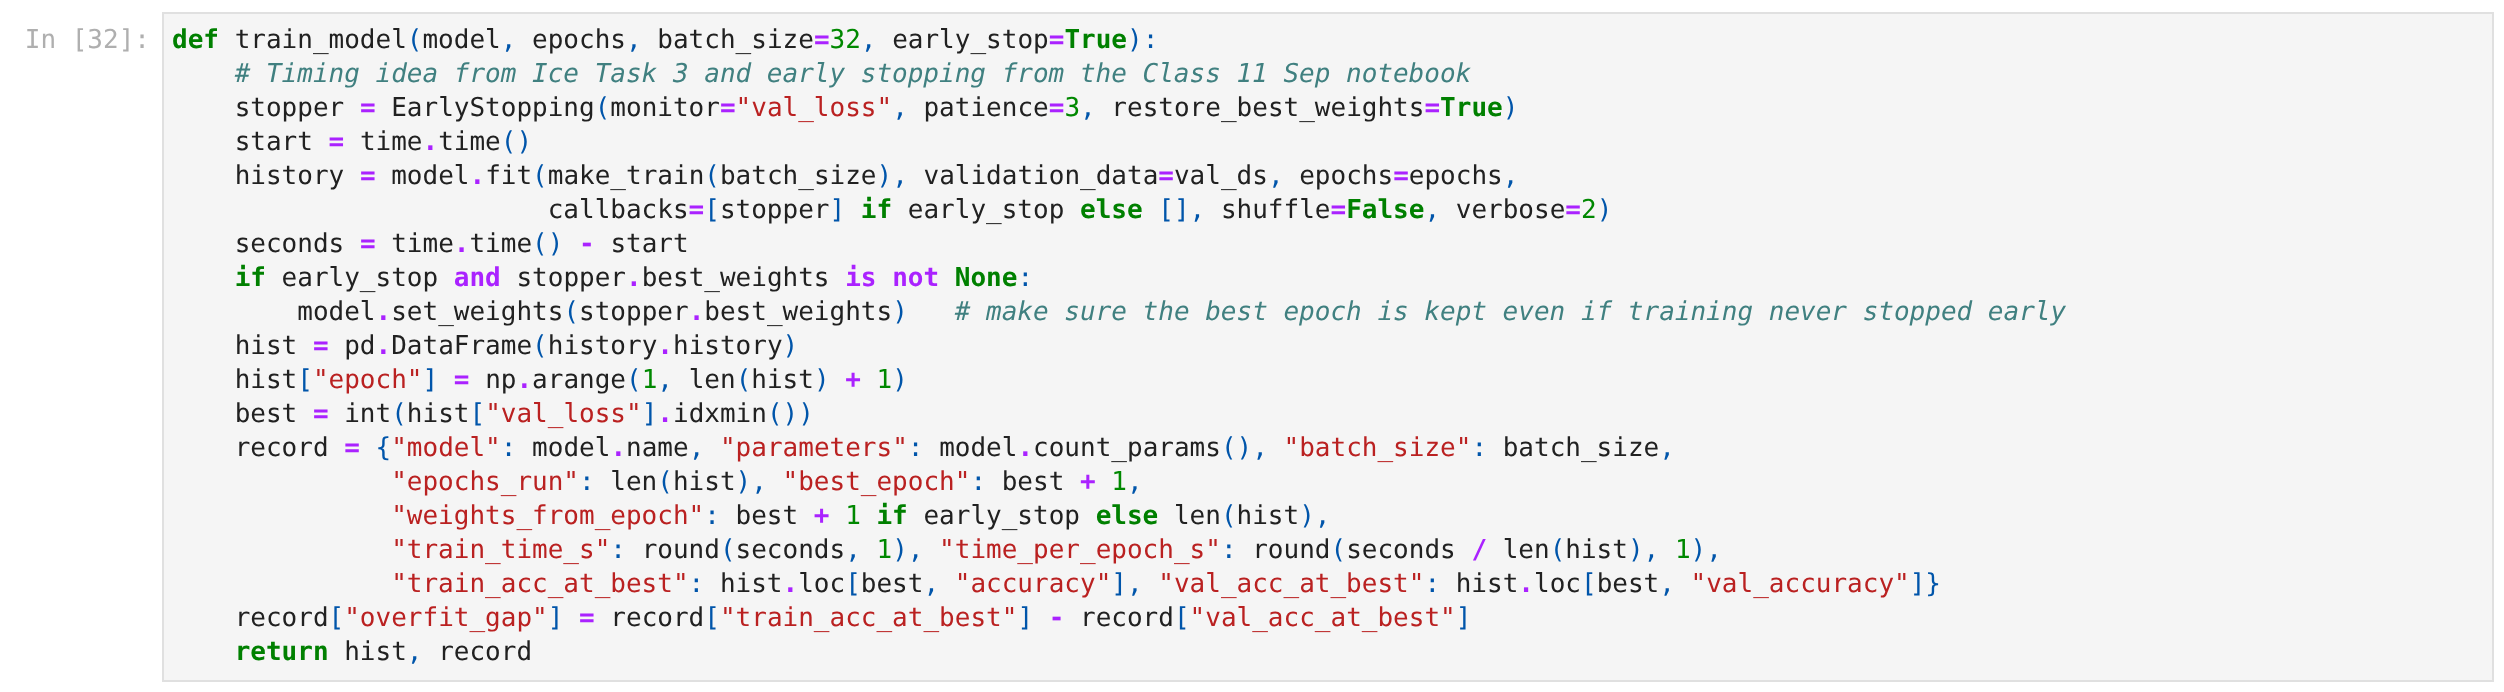 In [32]: def train_model(model, epochs, batch_size=32, early_stop=True):
    # Timing idea from Ice Task 3 and early stopping from the Class 11 Sep notebook
    stopper = EarlyStopping(monitor="val_loss", patience=3, restore_best_weights=True)
    start = time.time()
    history = model.fit(make_train(batch_size), validation_data=val_ds, epochs=epochs,
                        callbacks=[stopper] if early_stop else [], shuffle=False, verbose=2)
    seconds = time.time() - start
    if early_stop and stopper.best_weights is not None:
        model.set_weights(stopper.best_weights)   # make sure the best epoch is kept even if training never stopped early
    hist = pd.DataFrame(history.history)
    hist["epoch"] = np.arange(1, len(hist) + 1)
    best = int(hist["val_loss"].idxmin())
    record = {"model": model.name, "parameters": model.count_params(), "batch_size": batch_size,
              "epochs_run": len(hist), "best_epoch": best + 1,
              "weights_from_epoch": best + 1 if early_stop else len(hist),
              "train_time_s": round(seconds, 1), "time_per_epoch_s": round(seconds / len(hist), 1),
              "train_acc_at_best": hist.loc[best, "accuracy"], "val_acc_at_best": hist.loc[best, "val_accuracy"]}
    record["overfit_gap"] = record["train_acc_at_best"] - record["val_acc_at_best"]
    return hist, record